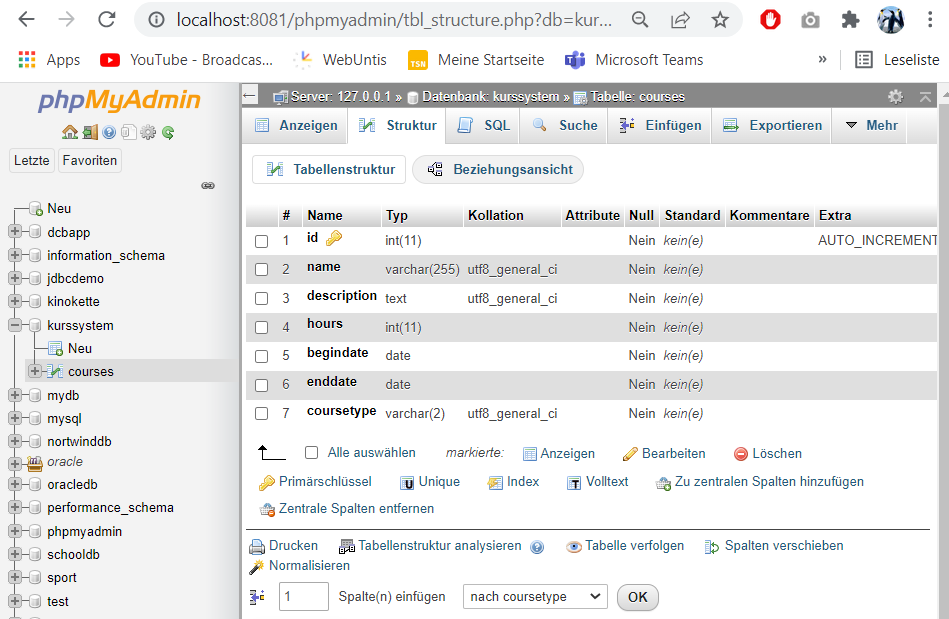 localhost:8081/phpmyadmin/tbl_structure.php?db=kur...
Apps YouTube - Broadcas... WebUntis TSN Meine Startseite Microsoft Teams » Leseliste
phpMyAdmin
Letzte Favoriten
Neu
dcbapp
information_schema
jdbcdemo
kinokette
kurssystem
Neu
courses
mydb
mysql
nortwinddb
oracle
oracledb
performance_schema
phpmyadmin
schooldb
sport
test
Server: 127.0.0.1 » Datenbank: kurssystem » Tabelle: courses
Anzeigen Struktur SQL Suche Einfügen Exportieren Mehr
Tabellenstruktur Beziehungsansicht
# Name Typ Kollation Attribute Null Standard Kommentare Extra
1 id int(11) Nein kein(e) AUTO_INCREMENT
2 name varchar(255) utf8_general_ci Nein kein(e)
3 description text utf8_general_ci Nein kein(e)
4 hours int(11) Nein kein(e)
5 begindate date Nein kein(e)
6 enddate date Nein kein(e)
7 coursetype varchar(2) utf8_general_ci Nein kein(e)
Alle auswählen markierte: Anzeigen Bearbeiten Löschen
Primärschlüssel Unique Index Volltext Zu zentralen Spalten hinzufügen
Zentrale Spalten entfernen
Drucken Tabellenstruktur analysieren Tabelle verfolgen Spalten verschieben
Normalisieren
1 Spalte(n) einfügen nach coursetype OK